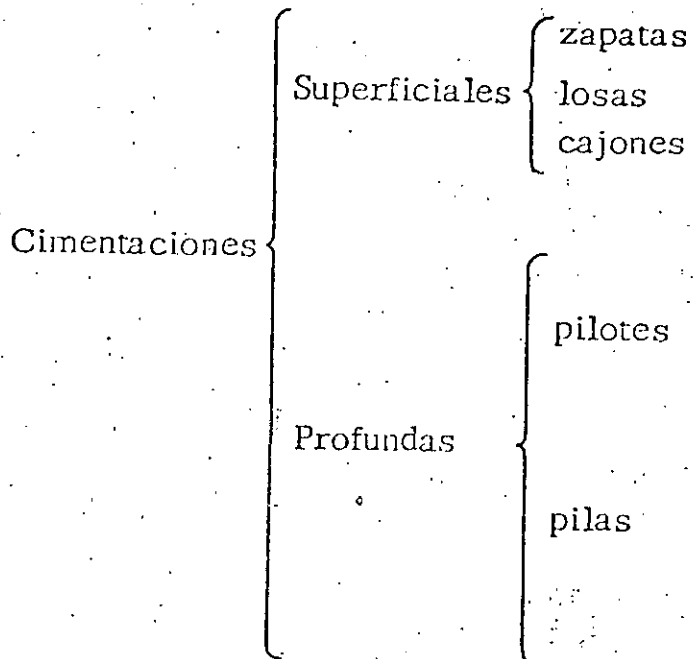 Cimentaciones
Superficiales
zapatas
losas
cajones
Profundas
pilotes
pilas